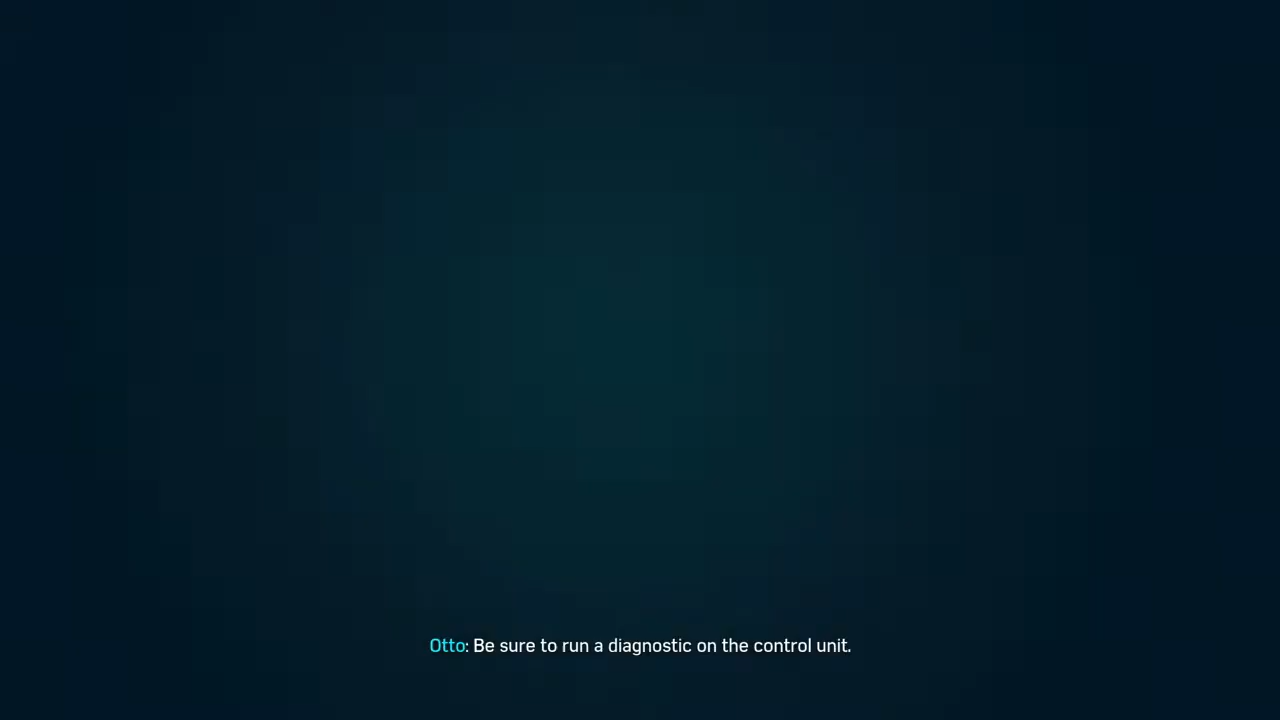 Otto: Be sure to run a diagnostic on the control unit.